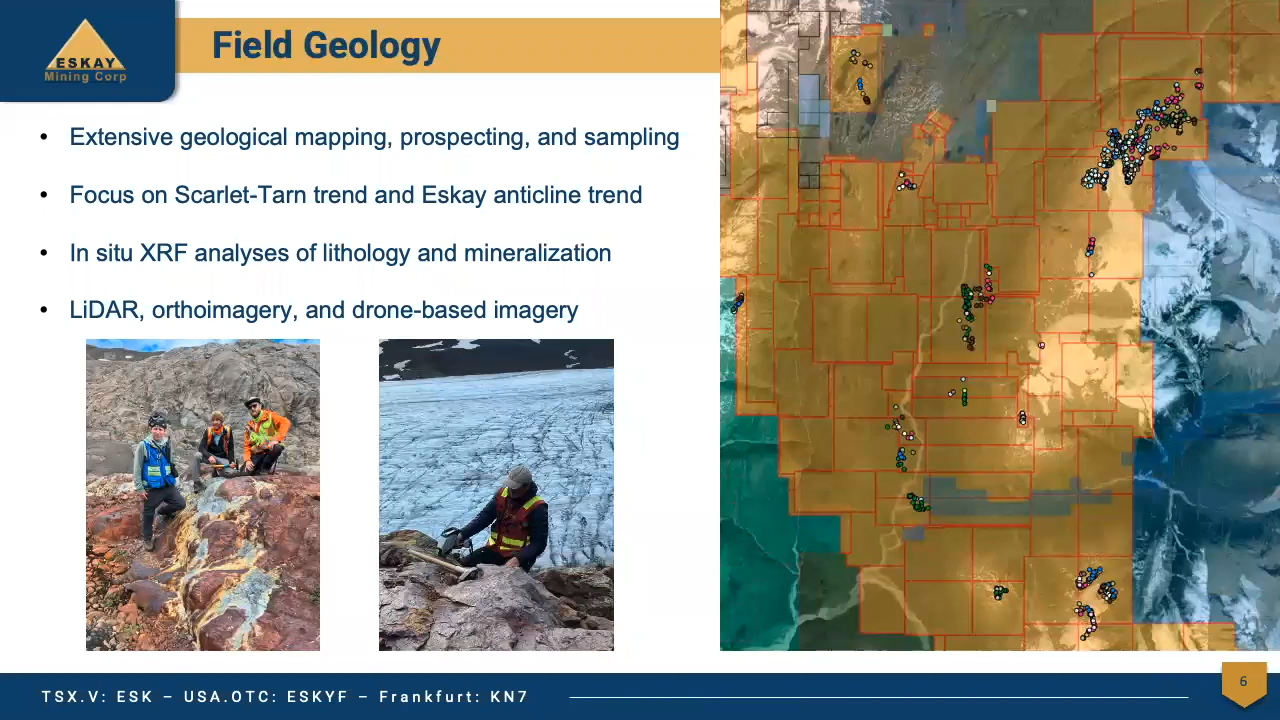 ESKAY
Mining Corp
Field Geology
• Extensive geological mapping, prospecting, and sampling
• Focus on Scarlet-Tarn trend and Eskay anticline trend
• In situ XRF analyses of lithology and mineralization
• LiDAR, orthoimagery, and drone-based imagery
TSX.V: ESK – USA.OTC: ESKYF – Frankfurt: KN7
6